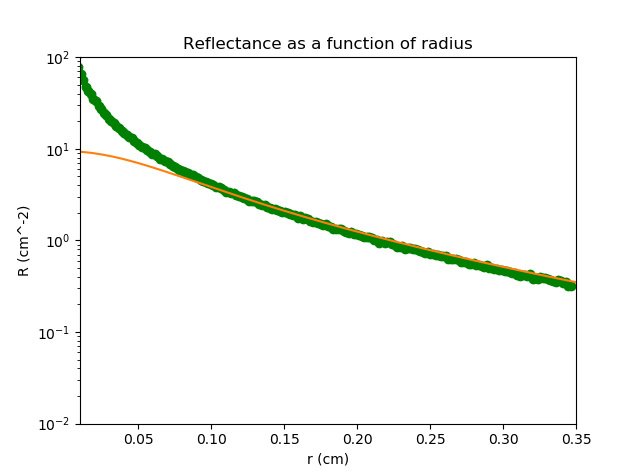 Reflectance as a function of radius
10^2
10^1
10^0
10^-1
10^-2
R (cm^-2)
0.05 0.10 0.15 0.20 0.25 0.30 0.35
r (cm)